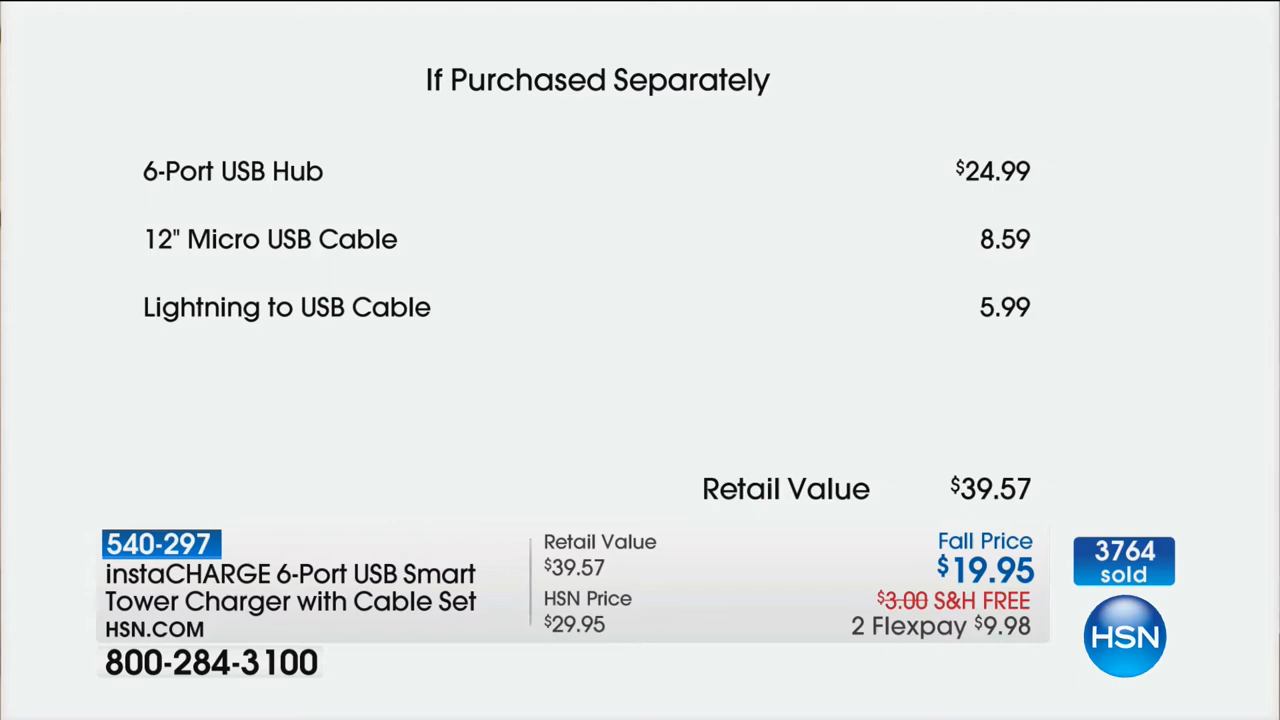 If Purchased Separately
6-Port USB Hub $24.99
12" Micro USB Cable 8.59
Lightning to USB Cable 5.99
Retail Value $39.57
540-297
instaCHARGE 6-Port USB Smart
Tower Charger with Cable Set
HSN.COM
800-284-3100
Retail Value
$39.57
HSN Price
$29.95
Fall Price
$19.95
$3.00 S&H FREE
2 Flexpay $9.98
3764
sold
HSN